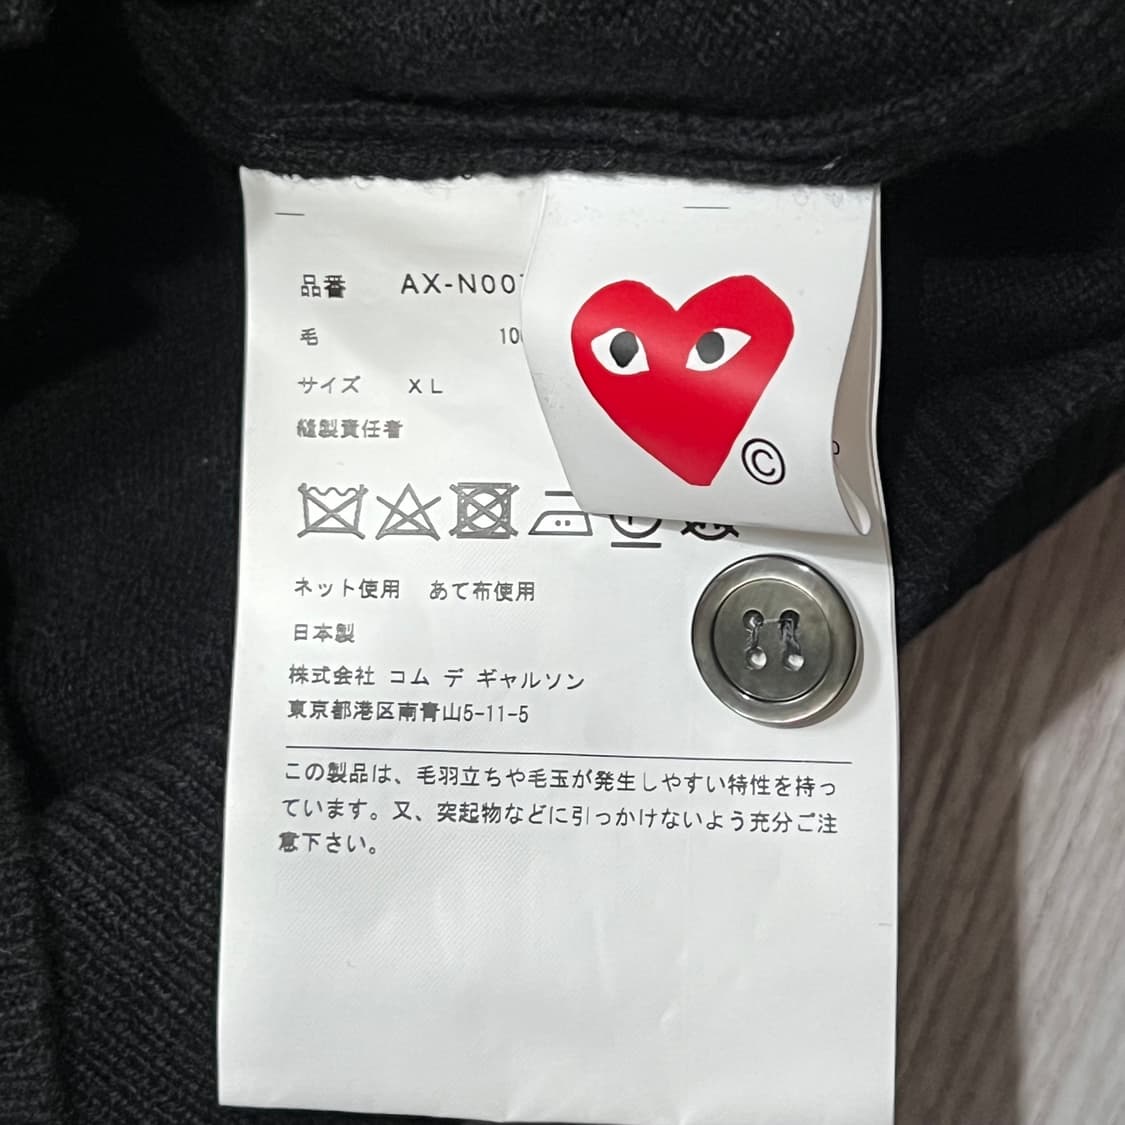 品番 AX-N007
毛
サイズ XL
縫製責任者
©
ネット使用 あて布使用
日本製
株式会社 コム デ ギャルソン
東京都港区南青山5-11-5
この製品は、毛羽立ちや毛玉が発生しやすい特性を持っ
ています。又、突起物などに引っかけないよう充分ご注
意下さい。